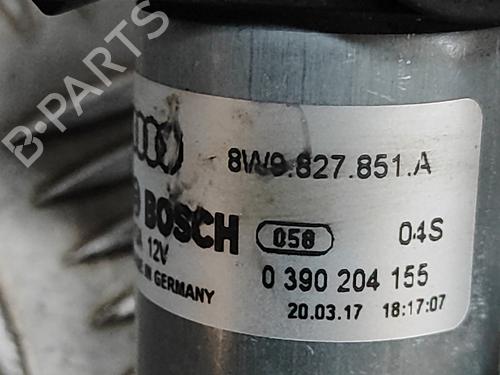 B-PARTS
8W9.827.851.A
BOSCH
058
04S
12V
IN GERMANY
0 390 204 155
20.03.17 18:17:07